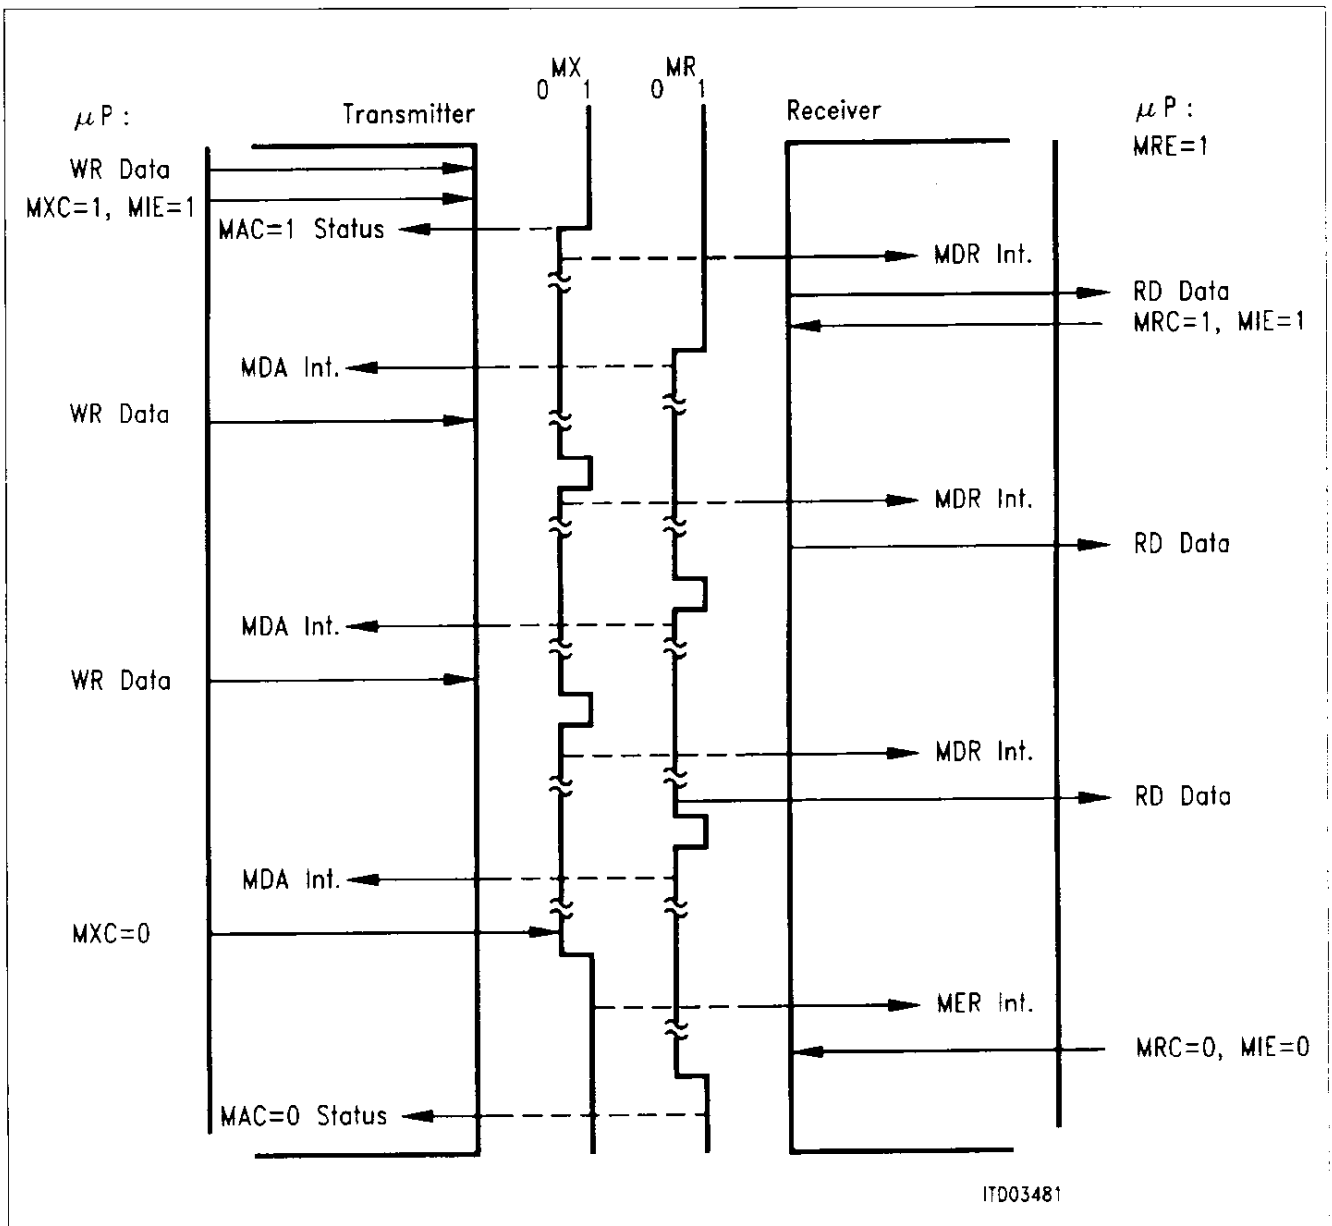 MX
MR
0 1
0 1
μP:
Transmitter
Receiver
μP:
MRE=1
WR Data
MXC=1, MIE=1
MAC=1 Status
MDR Int.
RD Data
MRC=1, MIE=1
MDA Int.
WR Data
MDR Int.
RD Data
MDA Int.
WR Data
MDR Int.
RD Data
MDA Int.
MXC=0
MER Int.
MRC=0, MIE=0
MAC=0 Status
ITD03481